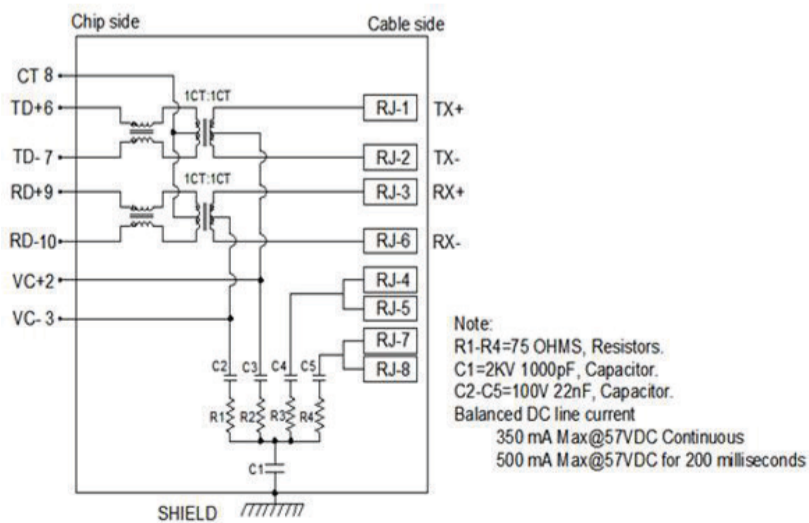 Chip side
Cable side
CT 8
1CT:1CT
TD+6
RJ-1 TX+
TD- 7
RJ-2 TX-
1CT:1CT
RD+9
RJ-3 RX+
RD-10
RJ-6 RX-
VC+2
RJ-4
RJ-5
VC- 3
RJ-7
RJ-8
C2 C3 C4 C5
R1 R2 R3 R4
C1
SHIELD
Note:
R1-R4=75 OHMS, Resistors.
C1=2KV 1000pF, Capacitor.
C2-C5=100V 22nF, Capacitor.
Balanced DC line current
350 mA Max@57VDC Continuous
500 mA Max@57VDC for 200 milliseconds